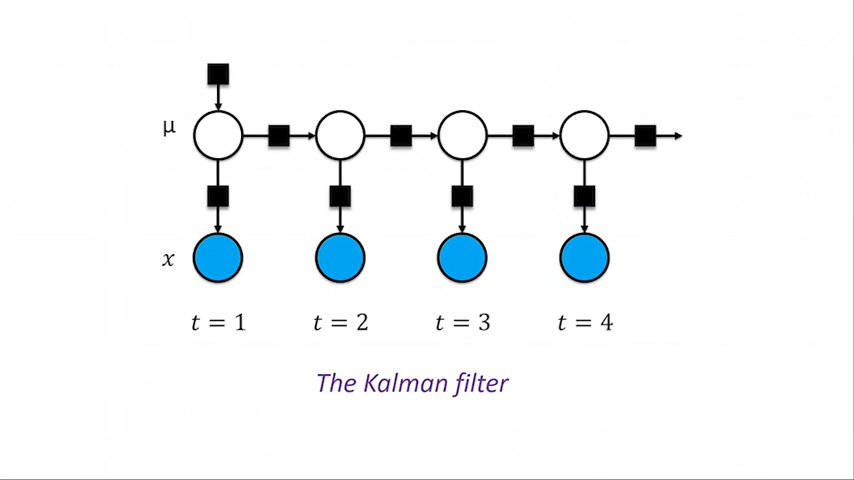 μ
x
t = 1 t = 2 t = 3 t = 4
The Kalman filter